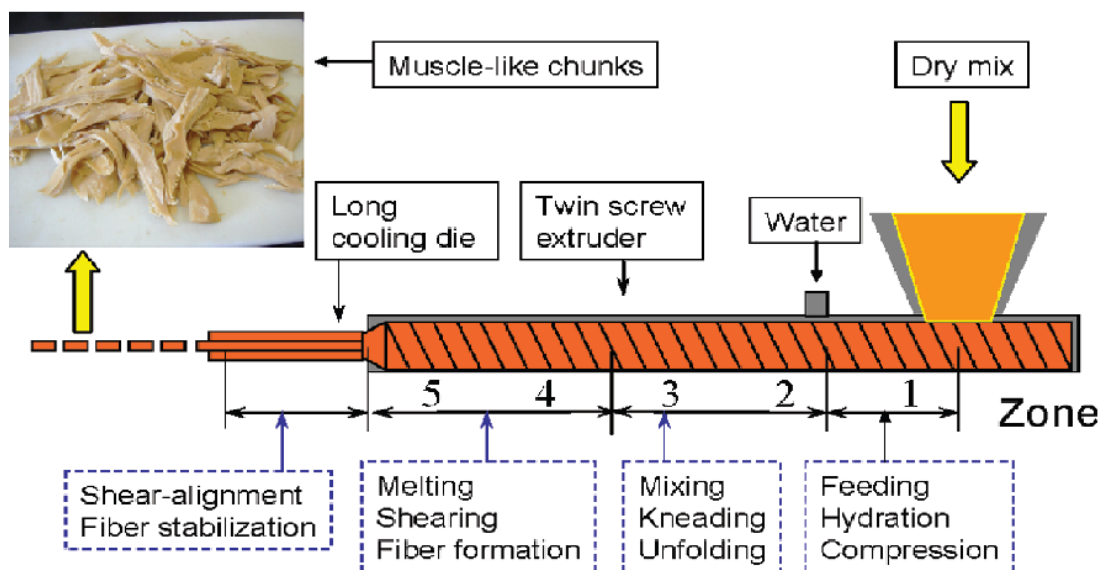 Muscle-like chunks
Dry mix
Long
cooling die
Twin screw
extruder
Water
5 4 3 2 1
Zone
Shear-alignment
Fiber stabilization
Melting
Shearing
Fiber formation
Mixing
Kneading
Unfolding
Feeding
Hydration
Compression